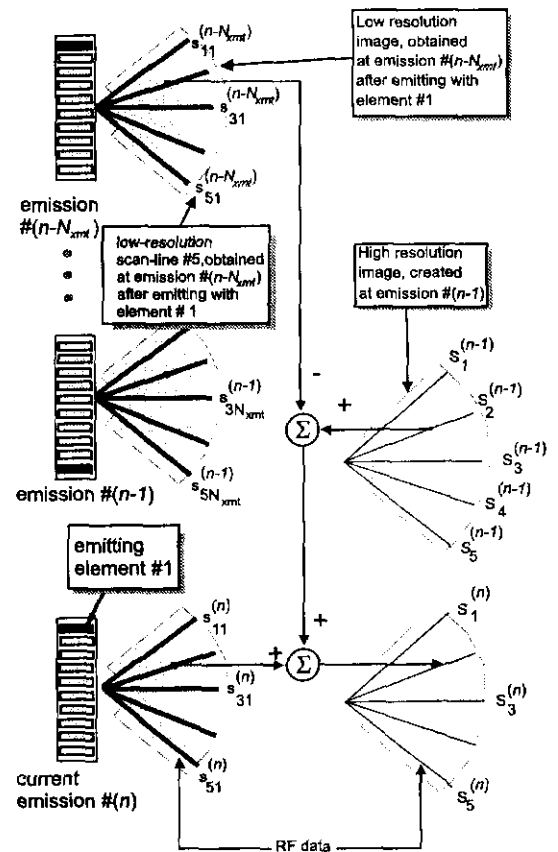 s₁₁^(n-Nₓₘₜ)
s₃₁^(n-Nₓₘₜ)
s₅₁^(n-Nₓₘₜ)
Low resolution
image, obtained
at emission #(n-Nₓₘₜ)
after emitting with
element #1
emission
#(n-Nₓₘₜ)
low-resolution
scan-line #5,obtained
at emission #(n-Nₓₘₜ)
after emitting with
element # 1
High resolution
image, created
at emission #(n-1)
s_3Nₓₘₜ^(n-1)
s_5Nₓₘₜ^(n-1)
emission #(n-1)
-
+
Σ
S₁^(n-1)
S₂^(n-1)
S₃^(n-1)
S₄^(n-1)
S₅^(n-1)
emitting
element #1
s₁₁^(n)
s₃₁^(n)
s₅₁^(n)
+
+
Σ
S₁^(n)
S₃^(n)
S₅^(n)
current
emission #(n)
RF data